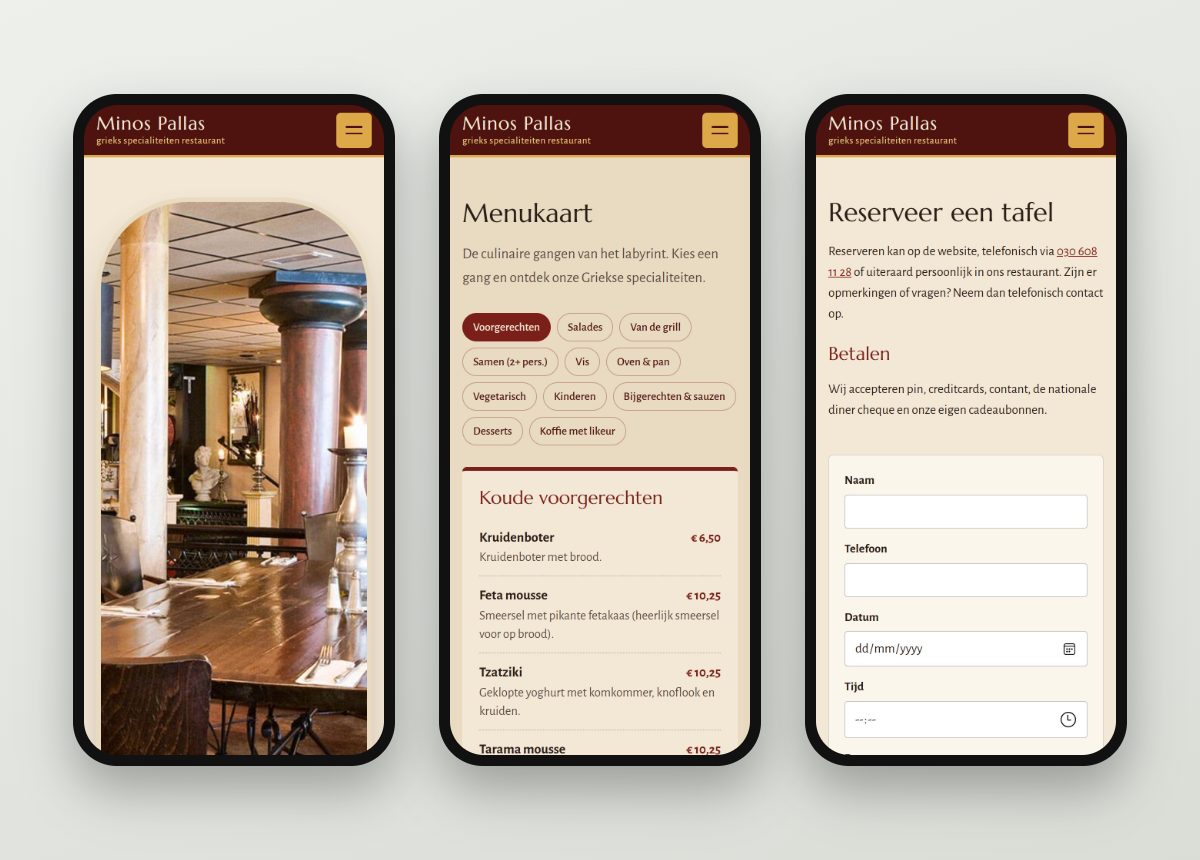 Minos Pallas
grieks specialiteiten restaurant
T
Minos Pallas
grieks specialiteiten restaurant
Menukaart
De culinaire gangen van het labyrint. Kies een
gang en ontdek onze Griekse specialiteiten.
Voorgerechten
Salades
Van de grill
Samen (2+ pers.)
Vis
Oven & pan
Vegetarisch
Kinderen
Bijgerechten & sauzen
Desserts
Koffie met likeur
Koude voorgerechten
Kruidenboter € 6,50
Kruidenboter met brood.
Feta mousse € 10,25
Smeersel met pikante fetakaas (heerlijk smeersel
voor op brood).
Tzatziki € 10,25
Geklopte yoghurt met komkommer, knoflook en
kruiden.
Tarama mousse € 10,25
Minos Pallas
grieks specialiteiten restaurant
Reserveer een tafel
Reserveren kan op de website, telefonisch via 030 608
11 28 of uiteraard persoonlijk in ons restaurant. Zijn er
opmerkingen of vragen? Neem dan telefonisch contact
op.
Betalen
Wij accepteren pin, creditcards, contant, de nationale
diner cheque en onze eigen cadeaubonnen.
Naam
Telefoon
Datum
dd/mm/yyyy
Tijd
--:--